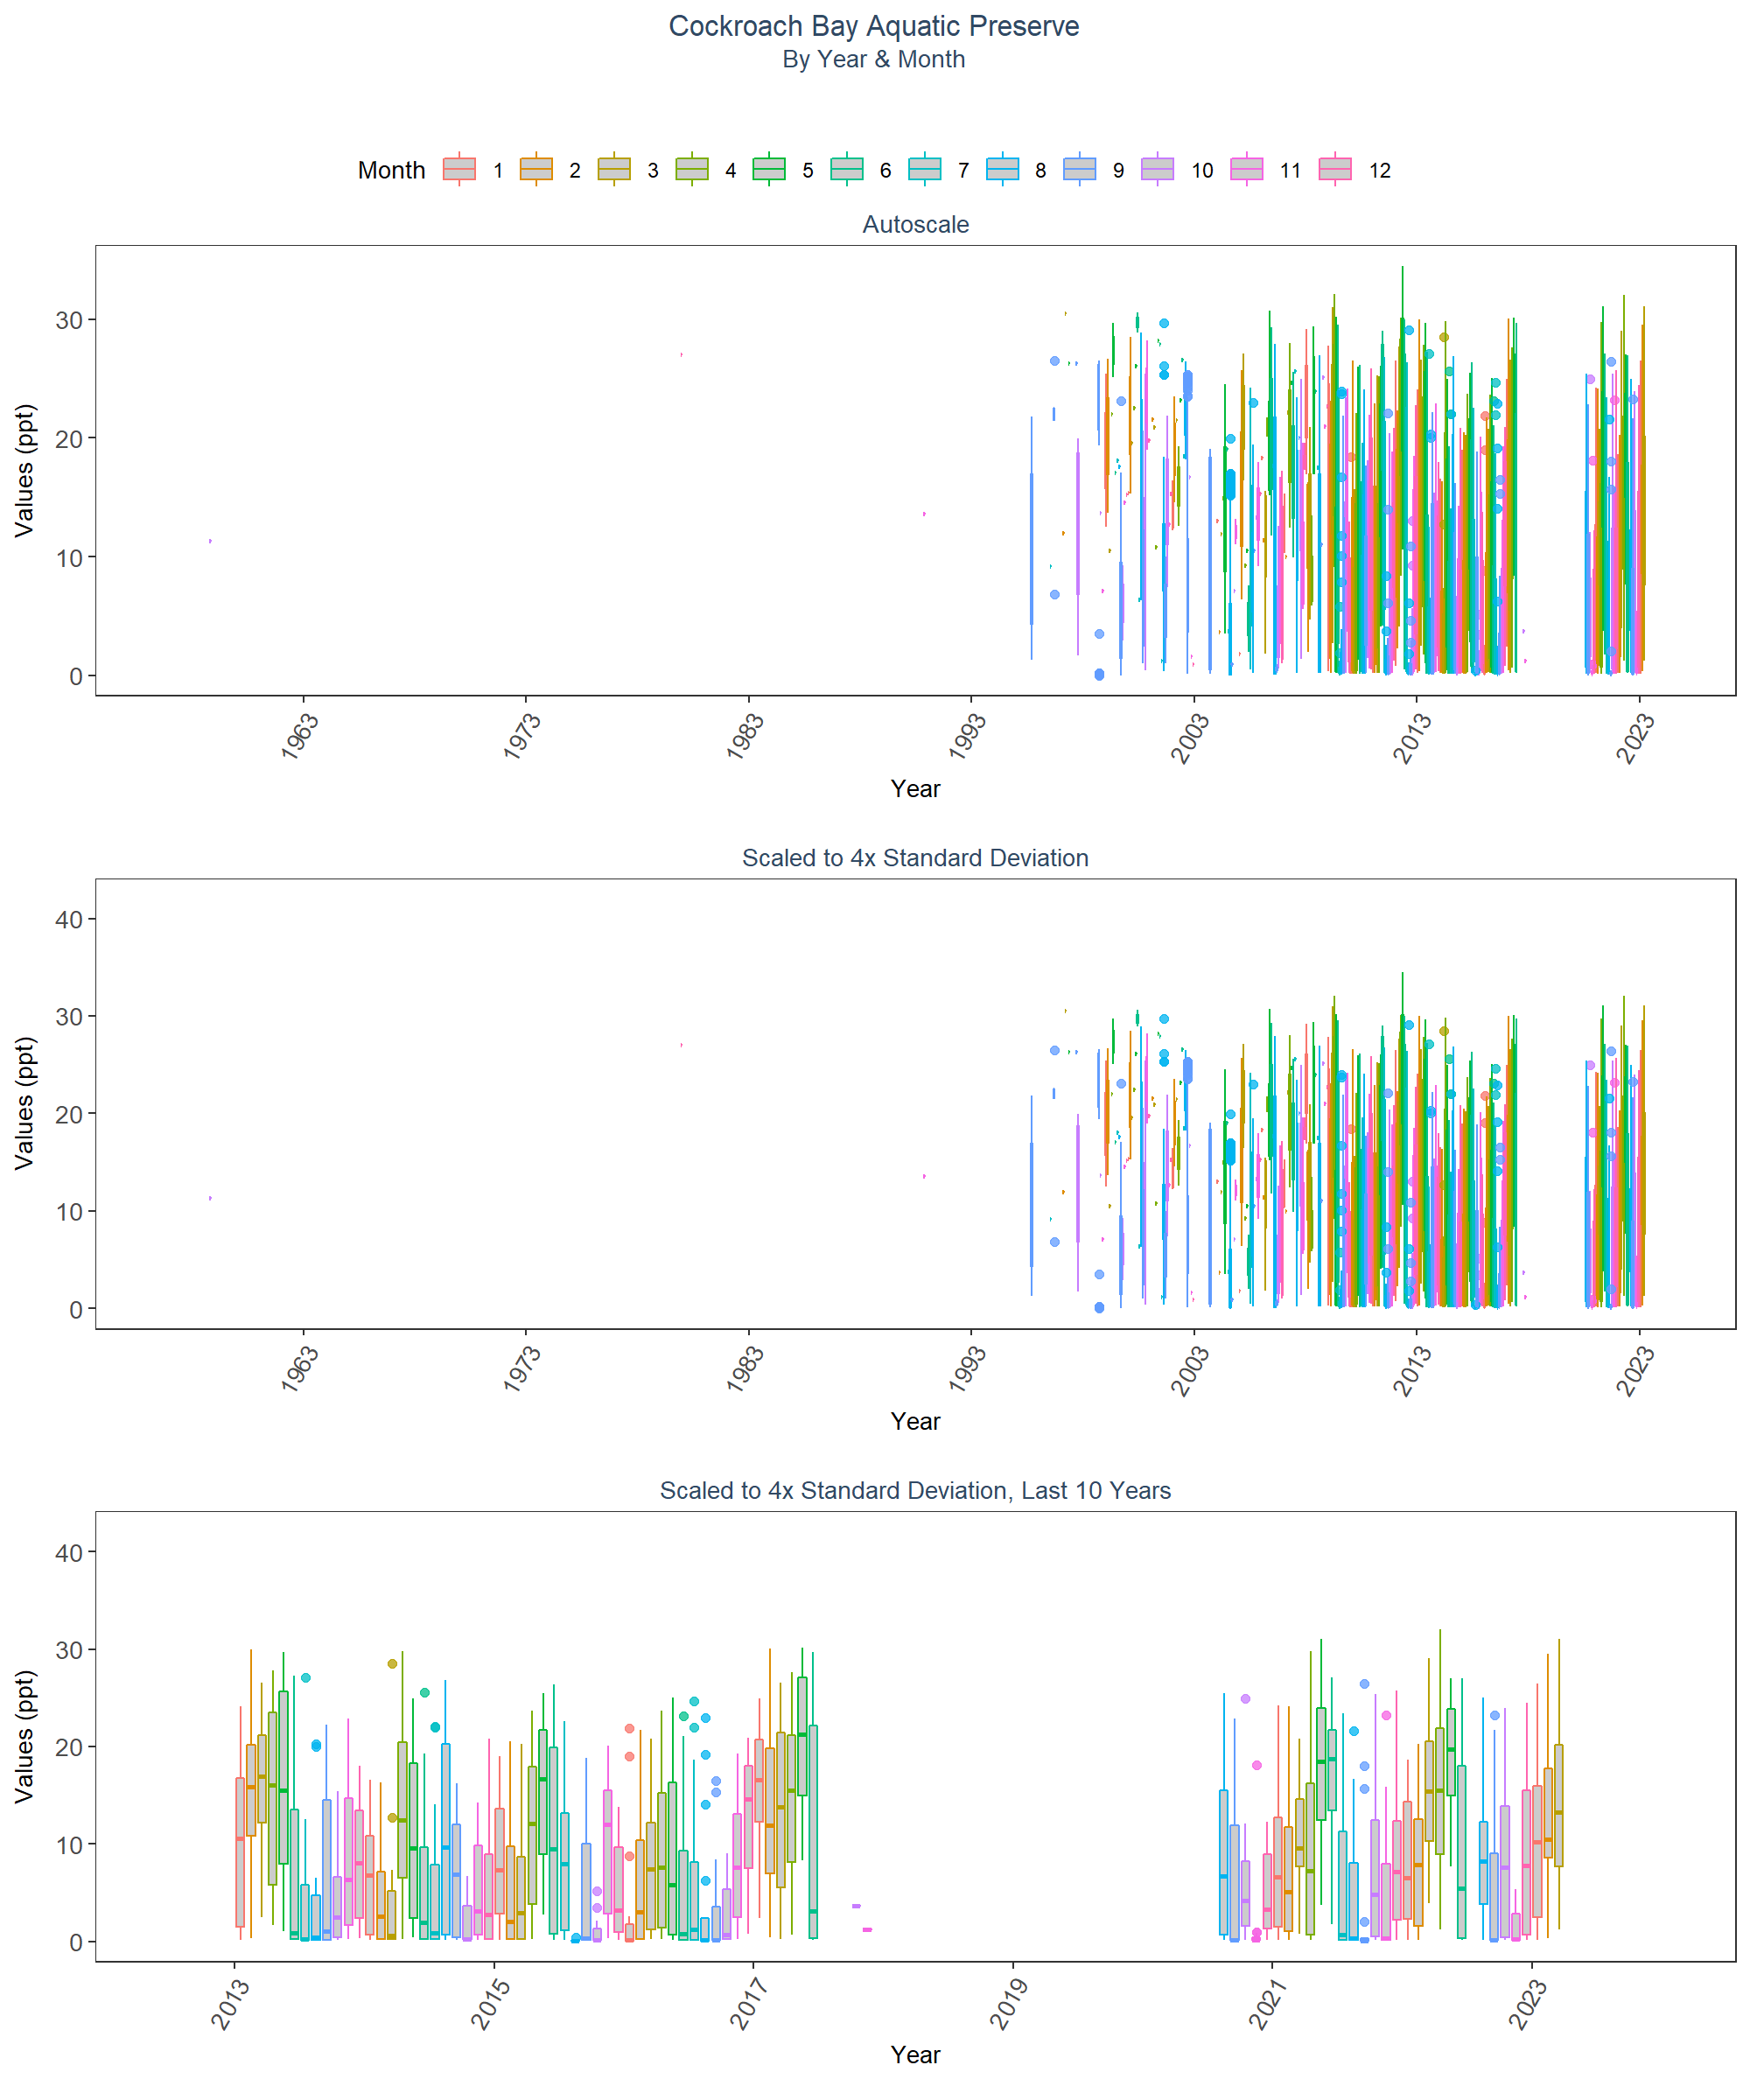 Cockroach Bay Aquatic Preserve
By Year & Month
Month 1 2 3 4 5 6 7 8 9 10 11 12
Autoscale
Values (ppt)
30
20
10
0
1963 1973 1983 1993 2003 2013 2023
Year
Scaled to 4x Standard Deviation
Values (ppt)
40
30
20
10
0
1963 1973 1983 1993 2003 2013 2023
Year
Scaled to 4x Standard Deviation, Last 10 Years
Values (ppt)
40
30
20
10
0
2013 2015 2017 2019 2021 2023
Year